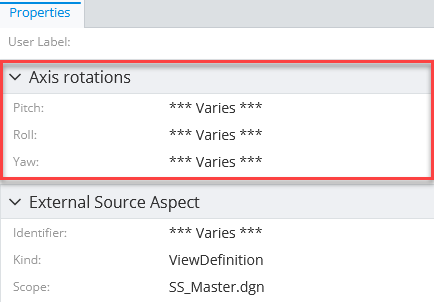 Properties
User Label:
Axis rotations
Pitch: *** Varies ***
Roll: *** Varies ***
Yaw: *** Varies ***
External Source Aspect
Identifier: *** Varies ***
Kind: ViewDefinition
Scope: SS_Master.dgn